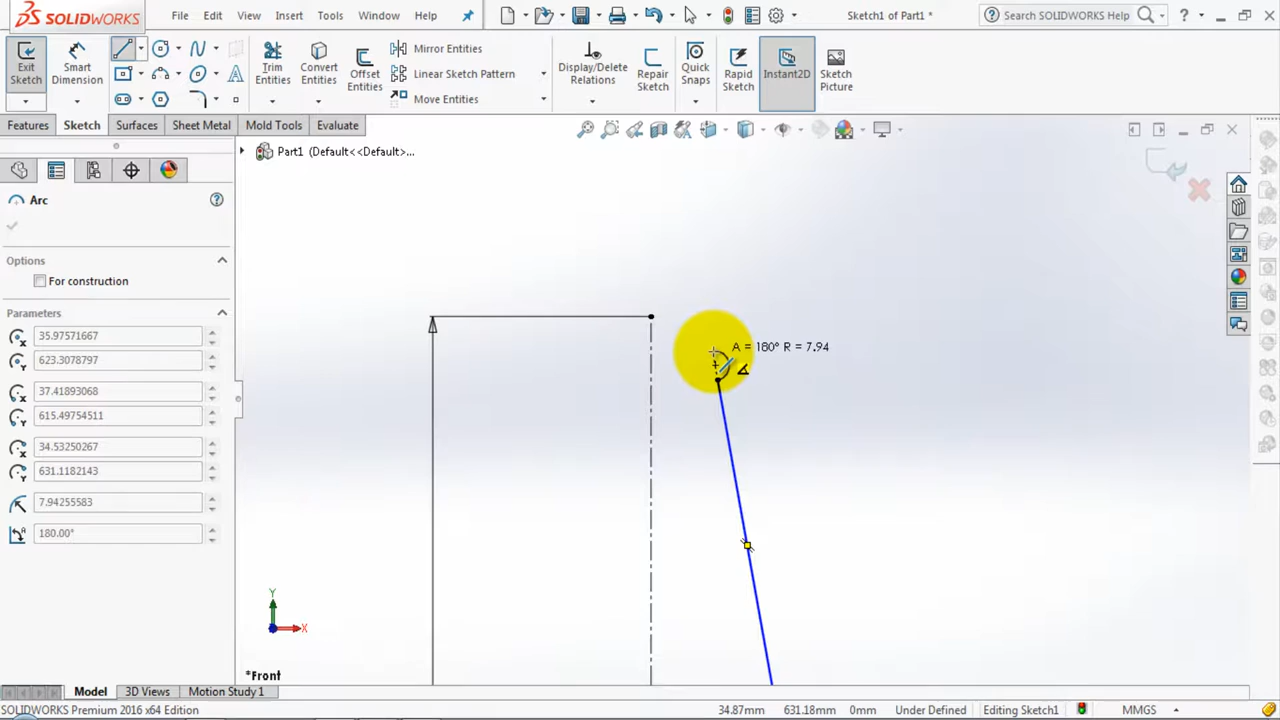 SOLIDWORKS File Edit View Insert Tools Window Help Sketch1 of Part1 * Search SOLIDWORKS Help ?
Exit Sketch
Smart Dimension
Trim Entities
Convert Entities
Offset Entities
Mirror Entities
Linear Sketch Pattern
Move Entities
Display/Delete Relations
Repair Sketch
Quick Snaps
Rapid Sketch
Instant2D
Sketch Picture
Features Sketch Surfaces Sheet Metal Mold Tools Evaluate
Part1 (Default<<Default>...
Arc
Options
For construction
Parameters
35.97571667
623.3078797
37.41893068
615.49754511
34.53250267
631.1182143
7.94255583
180.00°
A = 180° R = 7.94
Y
X
*Front
Model 3D Views Motion Study 1
SOLIDWORKS Premium 2016 x64 Edition 34.87mm 631.18mm 0mm Under Defined Editing Sketch1 MMGS